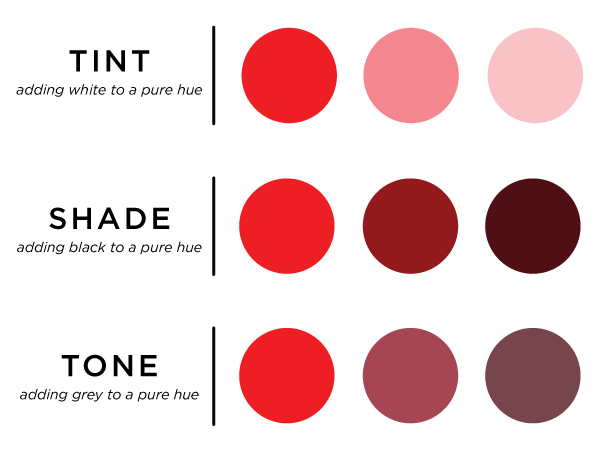 TINT
adding white to a pure hue
SHADE
adding black to a pure hue
TONE
adding grey to a pure hue